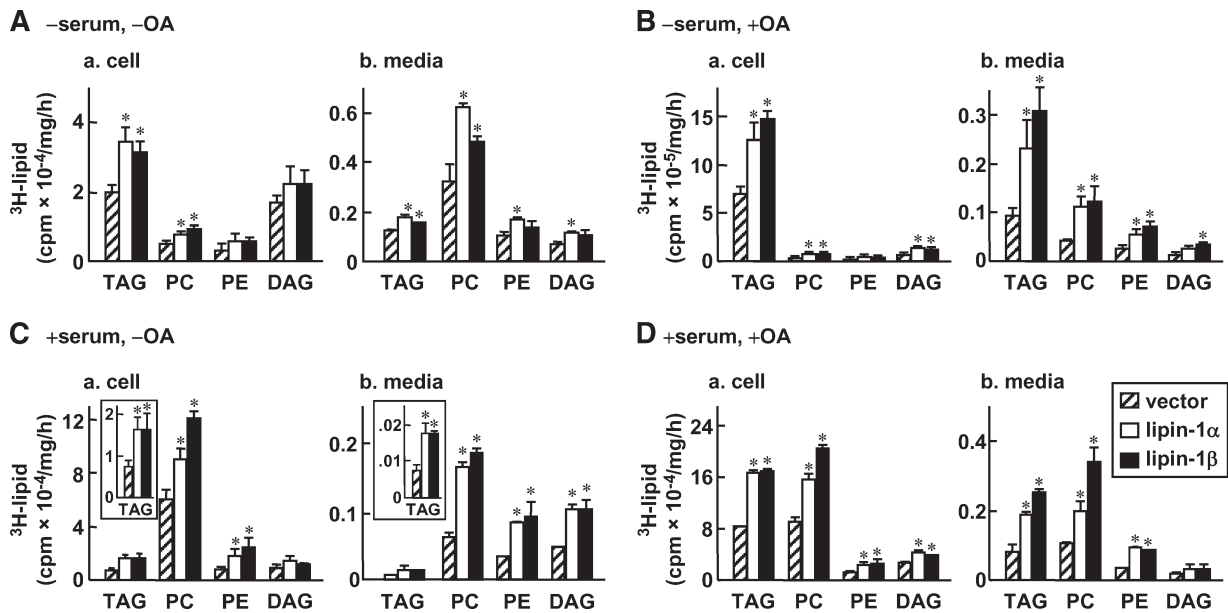 A −serum, −OA
a. cell
b. media
³H-lipid
(cpm × 10⁻⁴/mg/h)
4
2
0
* *
* *
TAG PC PE DAG
0.6
0.4
0.2
0
* *
* *
*
*
TAG PC PE DAG
B −serum, +OA
a. cell
b. media
³H-lipid
(cpm × 10⁻⁵/mg/h)
15
10
5
0
* *
* *
* *
TAG PC PE DAG
0.3
0.2
0.1
0
* *
* *
* *
*
TAG PC PE DAG
C +serum, −OA
a. cell
b. media
³H-lipid
(cpm × 10⁻⁴/mg/h)
12
8
4
0
2
1
0
* *
TAG
* *
* *
TAG PC PE DAG
0.2
0.1
0
.02
.01
0
* *
TAG
* *
* *
* *
TAG PC PE DAG
D +serum, +OA
a. cell
b. media
³H-lipid
(cpm × 10⁻⁴/mg/h)
24
16
8
0
* *
* *
* *
* *
TAG PC PE DAG
0.4
0.2
0
* *
* *
* *
TAG PC PE DAG
vector
lipin-1α
lipin-1β